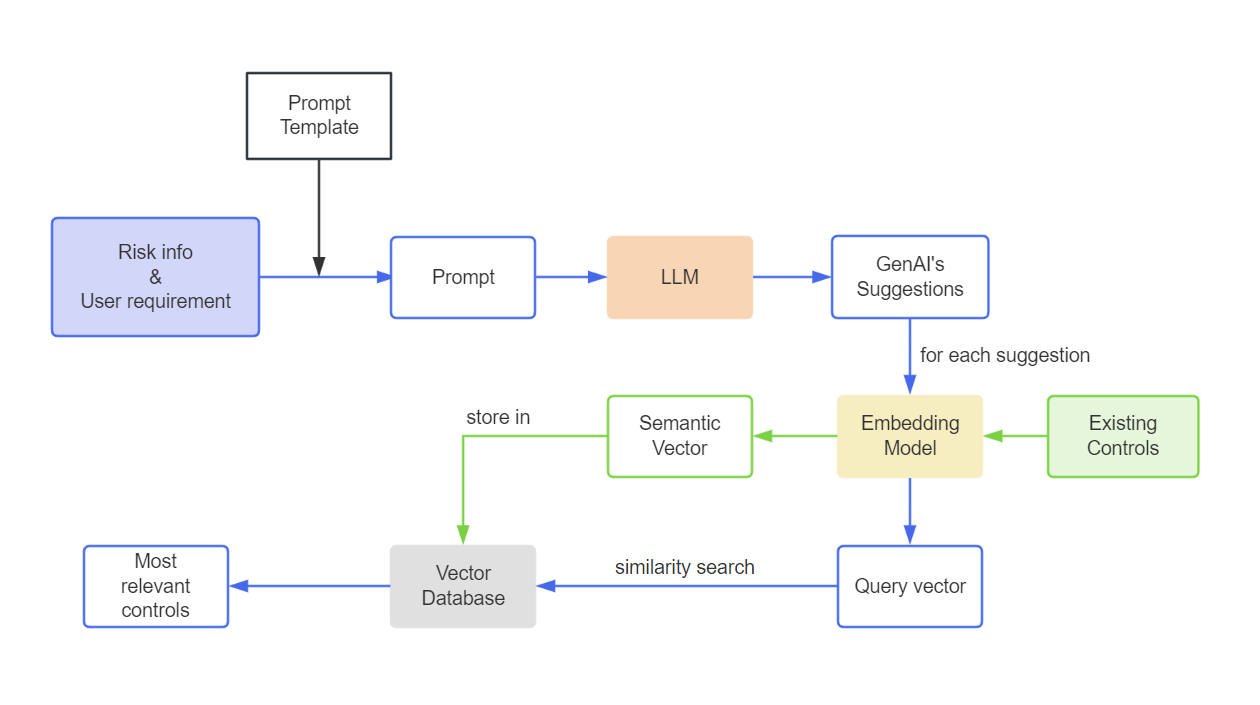 Prompt
Template
Risk info
&
User requirement
Prompt
LLM
GenAI's
Suggestions
for each suggestion
store in
Semantic
Vector
Embedding
Model
Existing
Controls
Most
relevant
controls
Vector
Database
similarity search
Query vector